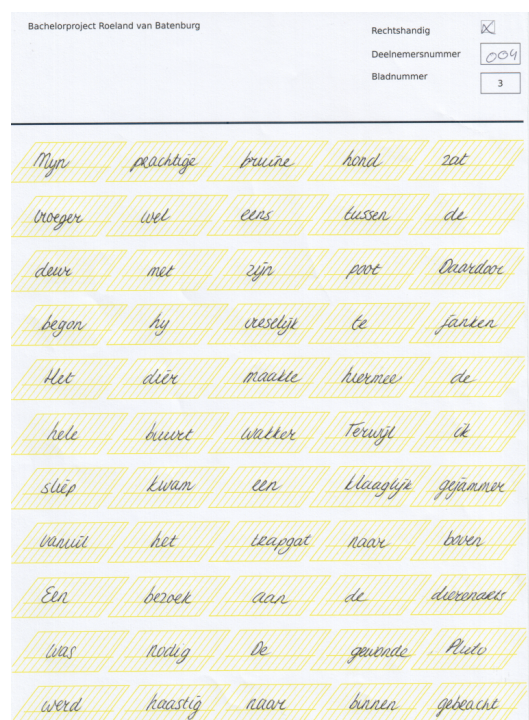 Bachelorproject Roeland van Batenburg
Rechtshandig
Deelnemersnummer 004
Bladnummer 3
Mijn prachtige bruine hond zat
vroeger wel eens tussen de
deur met zijn poot Daardoor
begon hij vreselijk te janken
Het dier maakte hiermee de
hele buurt wakker Terwijl ik
sliep kwam een klaaglijk gejammer
vanuit het trapgat naar boven
Een bezoek aan de dierenarts
was nodig De gewonde Pluto
werd haastig naar binnen gebracht